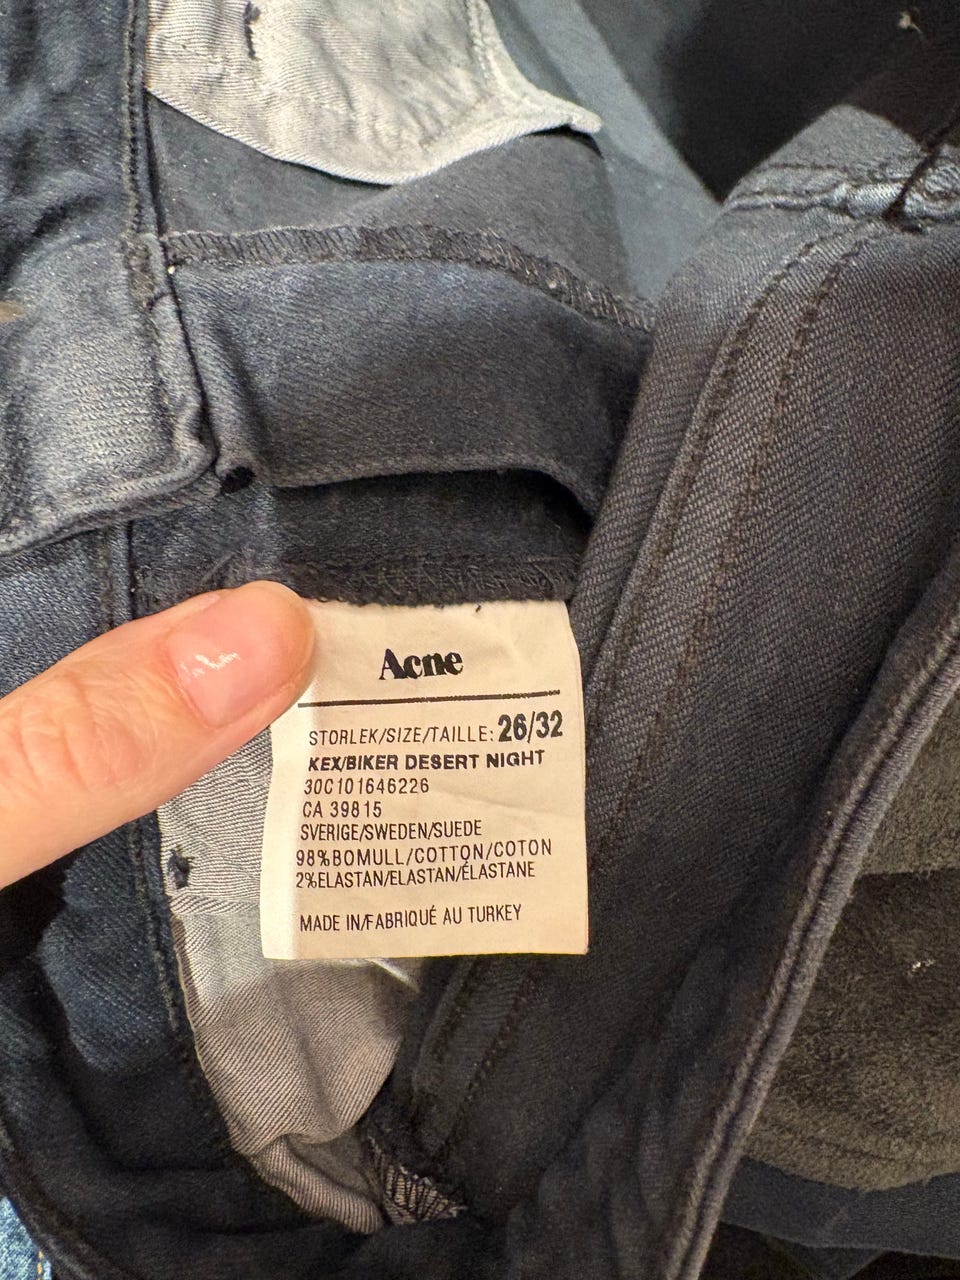 Acne
STORLEK/SIZE/TAILLE: 26/32
KEX/BIKER DESERT NIGHT
30C101646226
CA 39815
SVERIGE/SWEDEN/SUEDE
98%BOMULL/COTTON/COTON
2%ELASTAN/ELASTAN/ÉLASTANE
MADE IN/FABRIQUÉ AU TURKEY